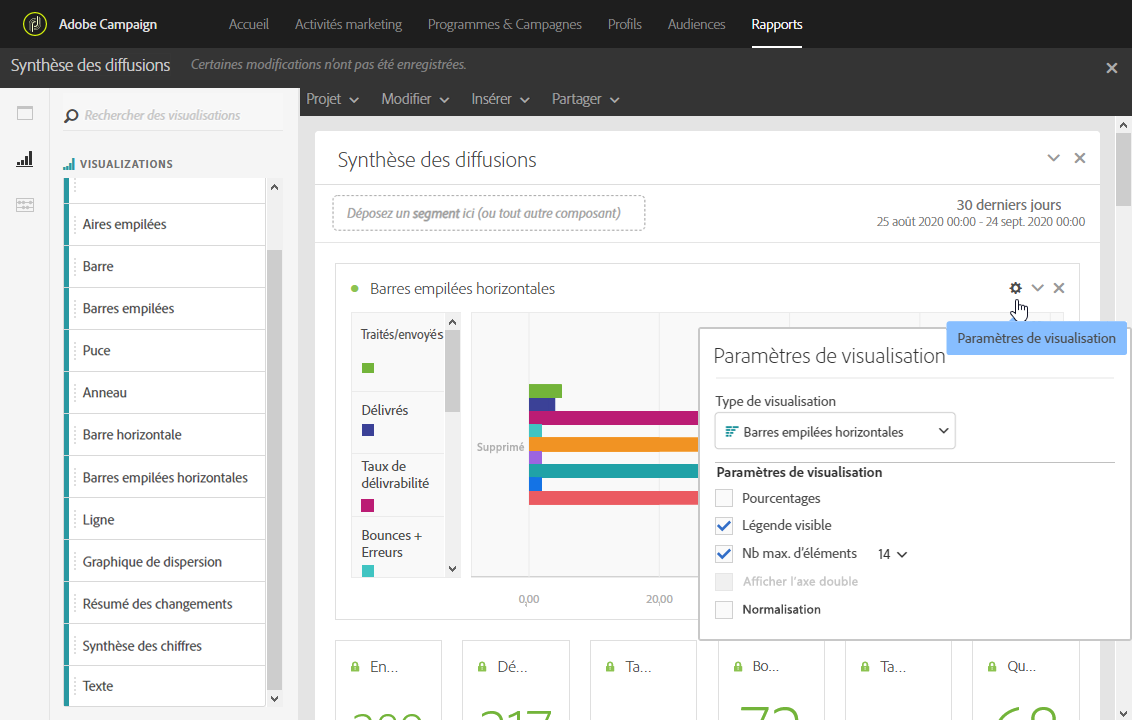 Adobe Campaign
Accueil
Activités marketing
Programmes & Campagnes
Profils
Audiences
Rapports
Synthèse des diffusions
Certaines modifications n'ont pas été enregistrées.
Projet
Modifier
Insérer
Partager
Rechercher des visualisations
VISUALIZATIONS
Aires empilées
Barre
Barres empilées
Puce
Anneau
Barre horizontale
Barres empilées horizontales
Ligne
Graphique de dispersion
Résumé des changements
Synthèse des chiffres
Texte
Synthèse des diffusions
Déposez un segment ici (ou tout autre composant)
30 derniers jours
25 août 2020 00:00 - 24 sept. 2020 00:00
Barres empilées horizontales
Traités/envoyés
Délivrés
Taux de
délivrabilité
Bounces +
Erreurs
Supprimé
0,00
20,00
Paramètres de visualisation
Paramètres de visualisation
Type de visualisation
Barres empilées horizontales
Paramètres de visualisation
Pourcentages
Légende visible
Nb max. d'éléments
14
Afficher l'axe double
Normalisation
En...
Dé...
Ta...
Bo...
Ta...
Qu...